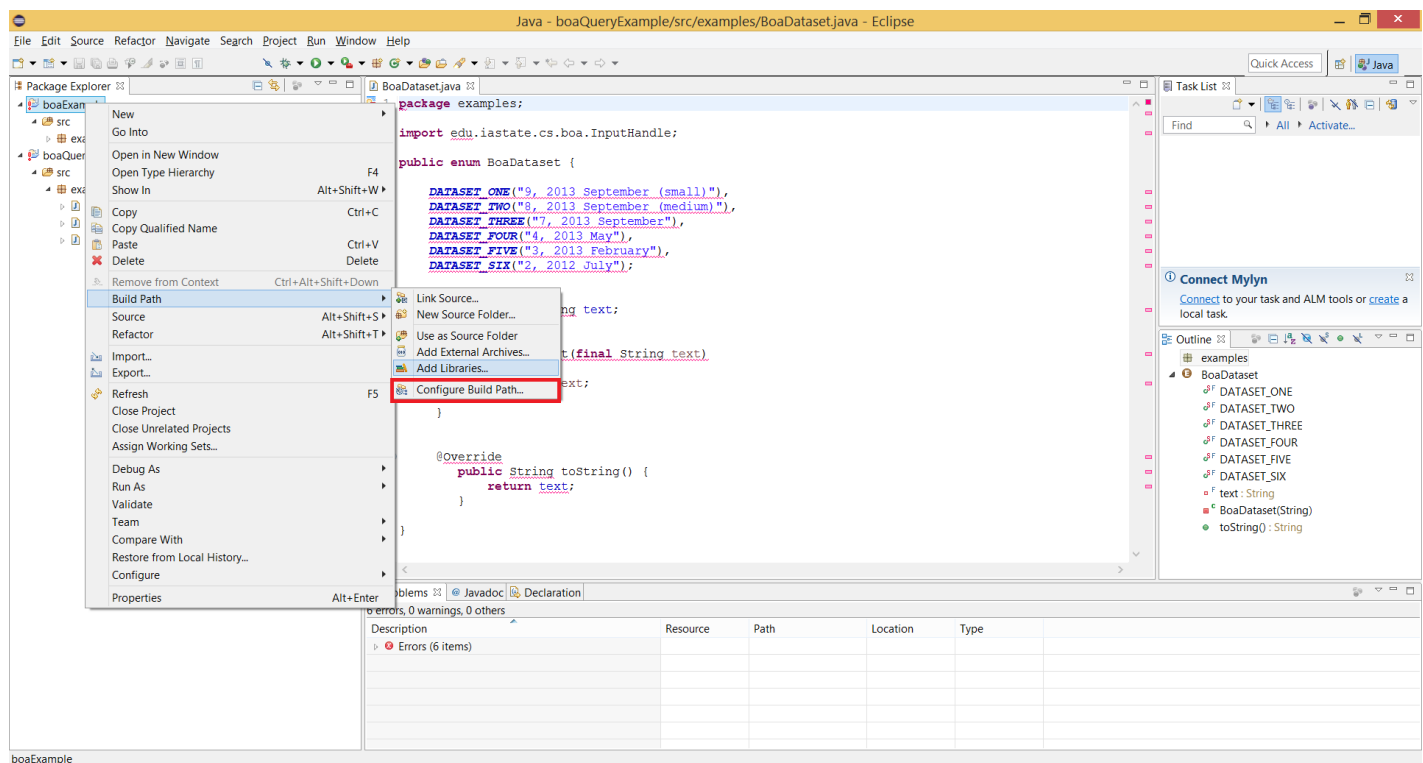 Java - boaQueryExample/src/examples/BoaDataset.java - Eclipse
File Edit Source Refactor Navigate Search Project Run Window Help
Quick Access Java
Package Explorer
boaExam
src
exa
boaQuer
src
exa
New
Go Into
Open in New Window
Open Type Hierarchy F4
Show In Alt+Shift+W
Copy Ctrl+C
Copy Qualified Name
Paste Ctrl+V
Delete Delete
Remove from Context Ctrl+Alt+Shift+Down
Build Path
Source Alt+Shift+S
Refactor Alt+Shift+T
Import...
Export...
Refresh F5
Close Project
Close Unrelated Projects
Assign Working Sets...
Debug As
Run As
Validate
Team
Compare With
Restore from Local History...
Configure
Properties Alt+Enter
Link Source...
New Source Folder...
Use as Source Folder
Add External Archives...
Add Libraries...
Configure Build Path...
BoaDataset.java
1 package examples;
import edu.iastate.cs.boa.InputHandle;
public enum BoaDataset {
DATASET_ONE("9, 2013 September (small)"),
DATASET_TWO("8, 2013 September (medium)"),
DATASET_THREE("7, 2013 September"),
DATASET_FOUR("4, 2013 May"),
DATASET_FIVE("3, 2013 February"),
DATASET_SIX("2, 2012 July");
ng text;
t(final String text)
ext;
}
@Override
public String toString() {
return text;
}
}
Task List
Find All Activate...
Connect Mylyn
Connect to your task and ALM tools or create a
local task.
Outline
examples
BoaDataset
DATASET_ONE
DATASET_TWO
DATASET_THREE
DATASET_FOUR
DATASET_FIVE
DATASET_SIX
text : String
BoaDataset(String)
toString() : String
blems Javadoc Declaration
6 errors, 0 warnings, 0 others
Description Resource Path Location Type
Errors (6 items)
boaExample